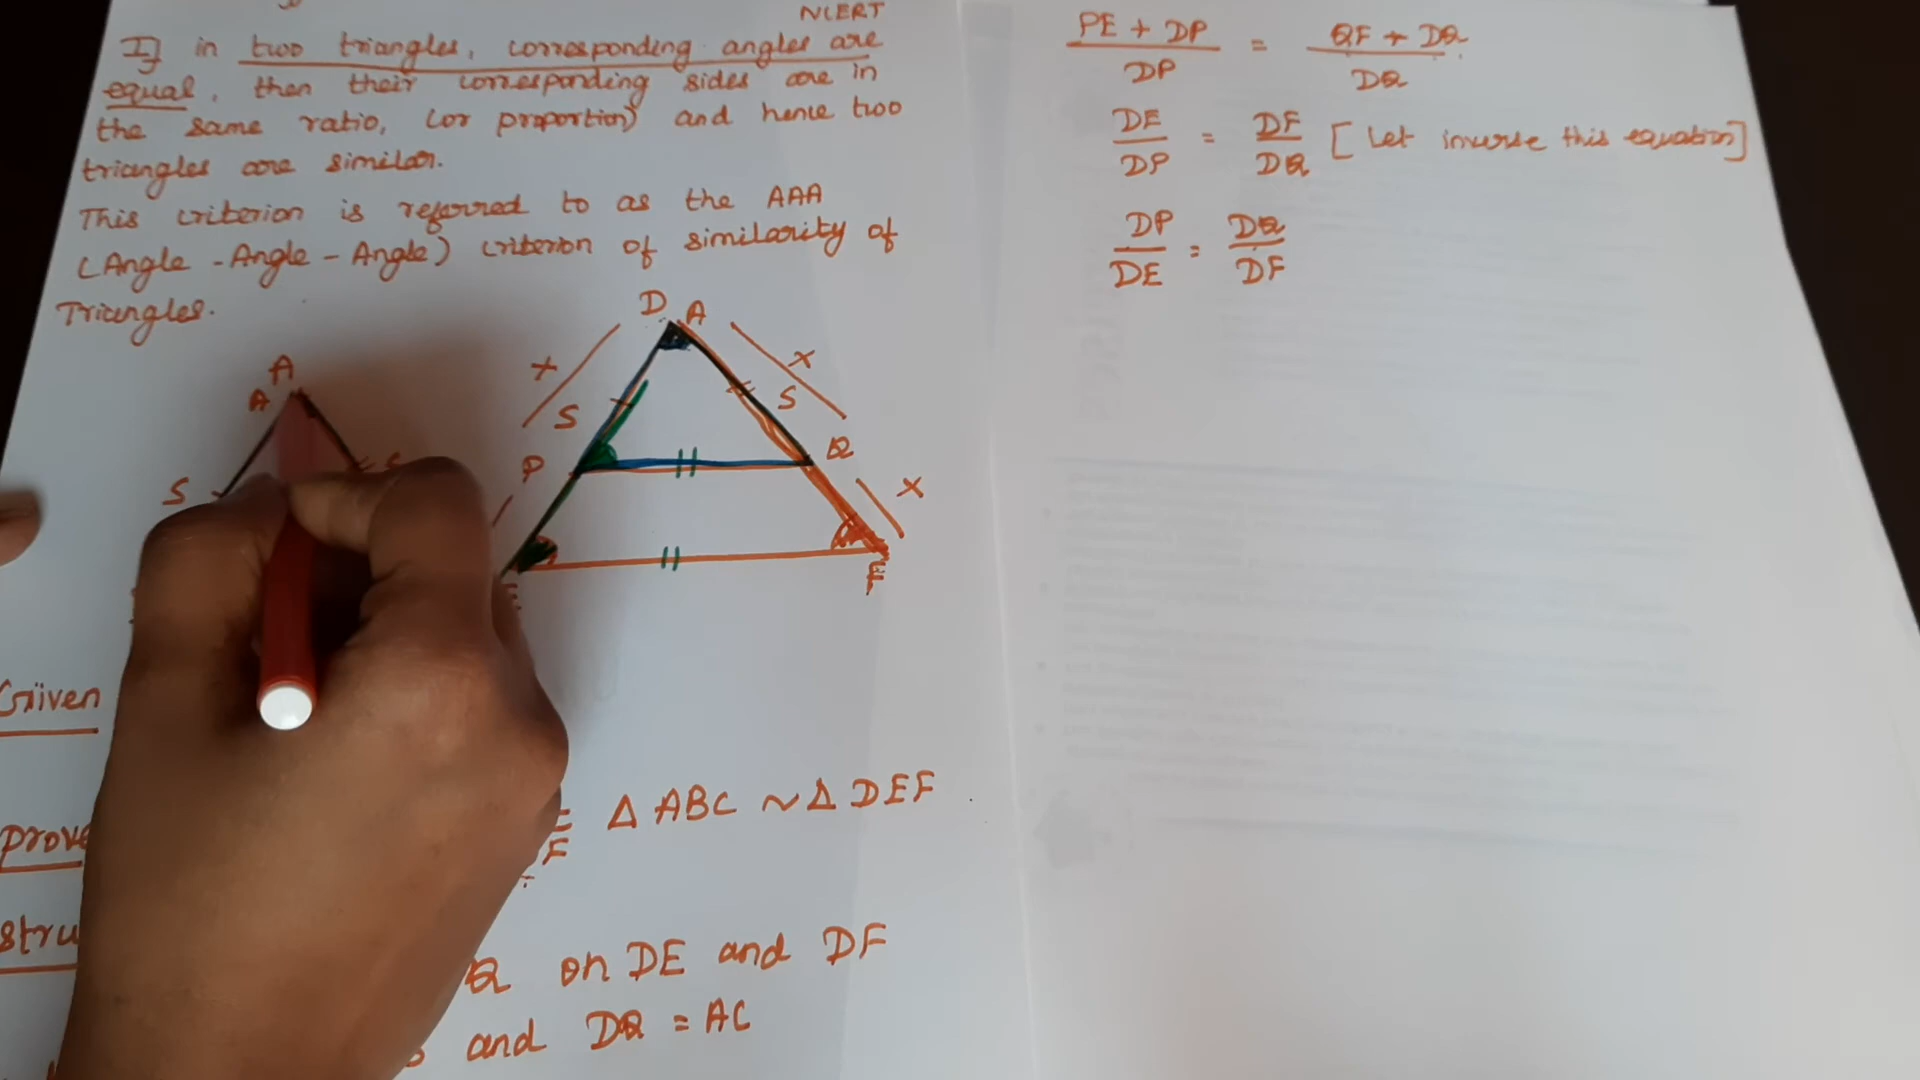 NCERT
If in two triangles, corresponding angles are
equal, then their corresponding sides are in
the same ratio, (or proportion) and hence two
triangles are similar.
This criterion is referred to as the AAA
(Angle - Angle - Angle) criterion of similarity of
Triangles.
A
A
S
D A
x
S
x
S
P
Q
x
F
Given
Prove
Δ ABC ~ Δ DEF
F
stru
Q on DE and DF
and DQ = AC
PE + DP = QF + DQ
DP DQ
DE = DF [Let inverse this equation]
DP DQ
DP = DQ
DE DF